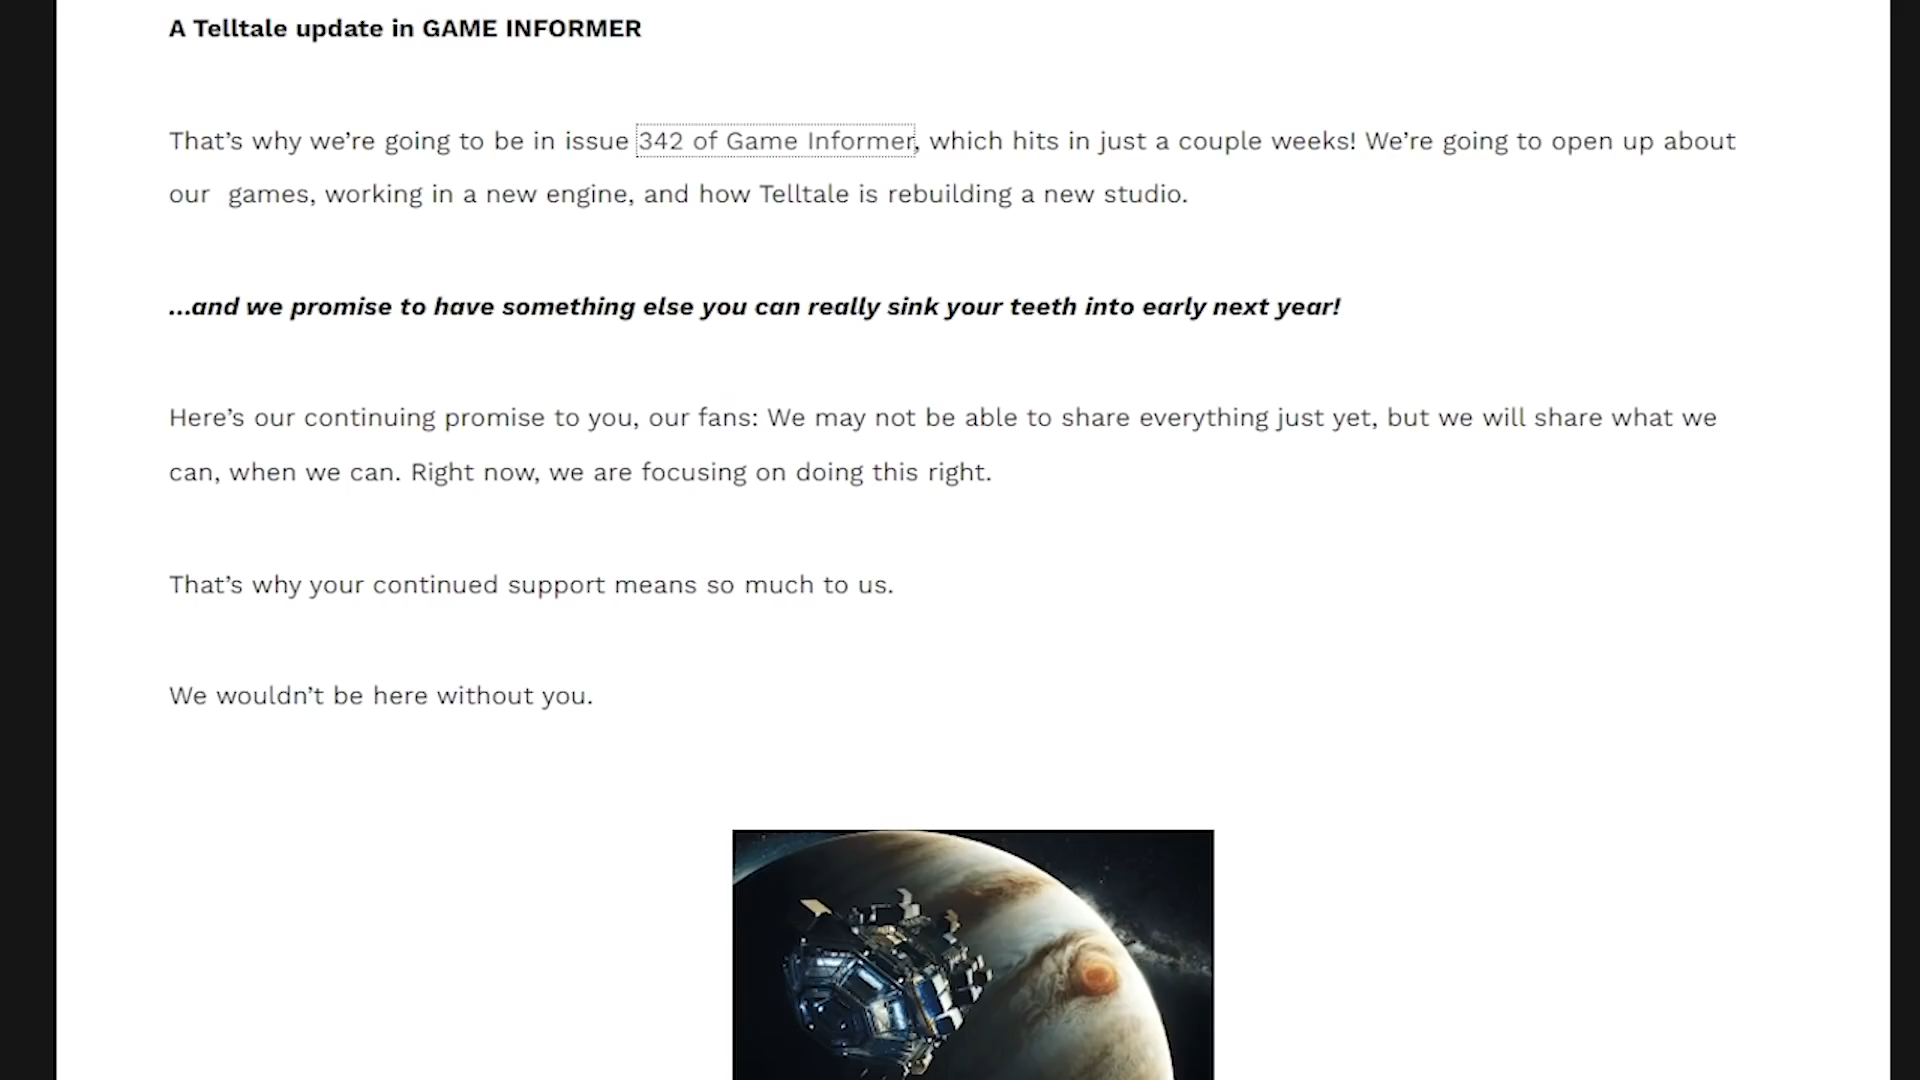 A Telltale update in GAME INFORMER
That’s why we’re going to be in issue 342 of Game Informer, which hits in just a couple weeks! We’re going to open up about
our  games, working in a new engine, and how Telltale is rebuilding a new studio.
...and we promise to have something else you can really sink your teeth into early next year!
Here’s our continuing promise to you, our fans: We may not be able to share everything just yet, but we will share what we
can, when we can. Right now, we are focusing on doing this right.
That’s why your continued support means so much to us.
We wouldn’t be here without you.